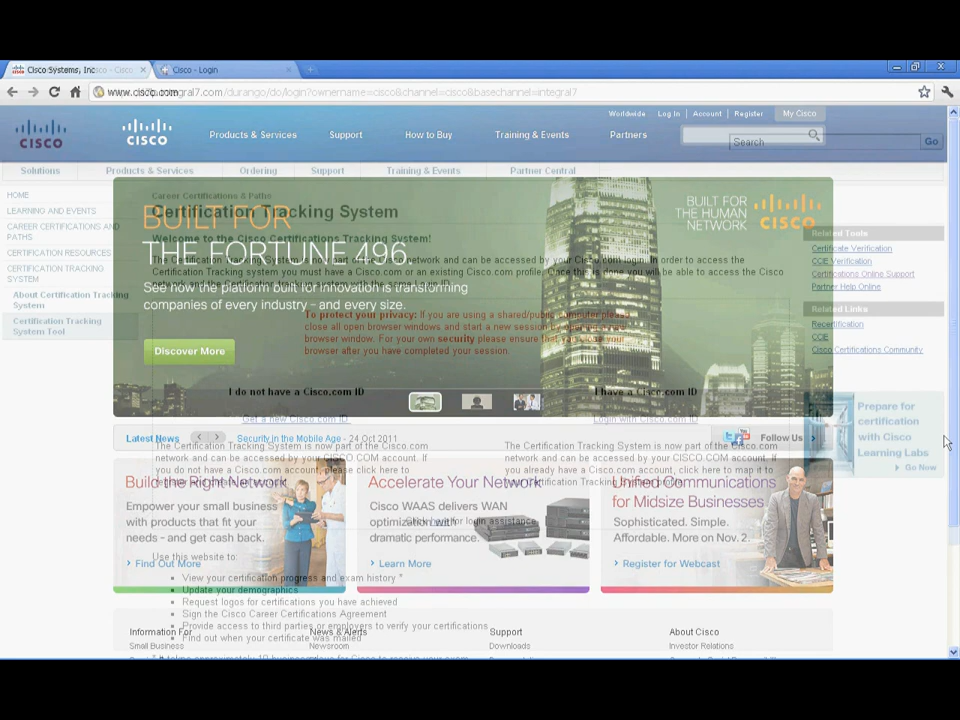 Cisco Systems, Inc
Cisco - Login
www.cisco.com
integral7.com/durango/do/login?ownername=cisco&channel=cisco&basechannel=integral7
Worldwide Log In Account Register My Cisco
CISCO
CISCO
Products & Services Support How to Buy Training & Events Partners
Search Go
Solutions Products & Services Ordering Support Training & Events Partner Central
HOME
LEARNING AND EVENTS
CAREER CERTIFICATIONS AND PATHS
CERTIFICATION RESOURCES
CERTIFICATION TRACKING SYSTEM
About Certification Tracking System
Certification Tracking System Tool
Career Certifications & Paths
Certification Tracking System
Welcome to the Cisco Certifications Tracking System!
BUILT FOR
THE FORTUNE 496.
See how the platform built for innovation is transforming
companies of every industry - and every size.
Discover More
BUILT FOR
THE HUMAN
NETWORK
CISCO
The Certification Tracking System is now part of the Cisco network and can be accessed by your Cisco.com login. In order to access the
Certification Tracking system you must have a Cisco.com or an existing Cisco.com profile. Once this is done you will be able to access the Cisco
network and the Certification tracking system with the same Login ID.
To protect your privacy: If you are using a shared/public computer please
close all open browser windows and start a new session by opening a new
browser window. For your own security please ensure that you close your
browser after you have completed your session.
I do not have a Cisco.com ID
Get a new Cisco.com ID
The Certification Tracking System is now part of the Cisco.com
network and can be accessed by your CISCO.COM account. If
you do not have a Cisco.com account, please click here to
I have a Cisco.com ID
Login with Cisco.com ID
The Certification Tracking System is now part of the Cisco.com
network and can be accessed by your CISCO.COM account. If
you already have a Cisco.com account, click here to map it to
Click here for login assistance
Use this website to:
View your certification progress and exam history *
Update your demographics
Request logos for certifications you have achieved
Sign the Cisco Career Certifications Agreement
Provide access to third parties or employers to verify your certifications
Find out when your certificate was mailed
Related Tools
Certificate Verification
CCIE Verification
Certifications Online Support
Partner Help Online
Related Links
Recertification
CCIE
Cisco Certifications Community
Prepare for
certification
with Cisco
Learning Labs
Go Now
Latest News Security in the Mobile Age - 24 Oct 2011
Follow Us
Build the Right Network
Empower your small business
with products that fit your
needs - and get cash back.
Find Out More
Accelerate Your Network
Cisco WAAS delivers WAN
optimization with
dramatic performance.
Learn More
Unified Communications
for Midsize Businesses
Sophisticated. Simple.
Affordable. More on Nov. 2.
Register for Webcast
Information For News & Alerts Support About Cisco
Small Business Newsroom Downloads Investor Relations